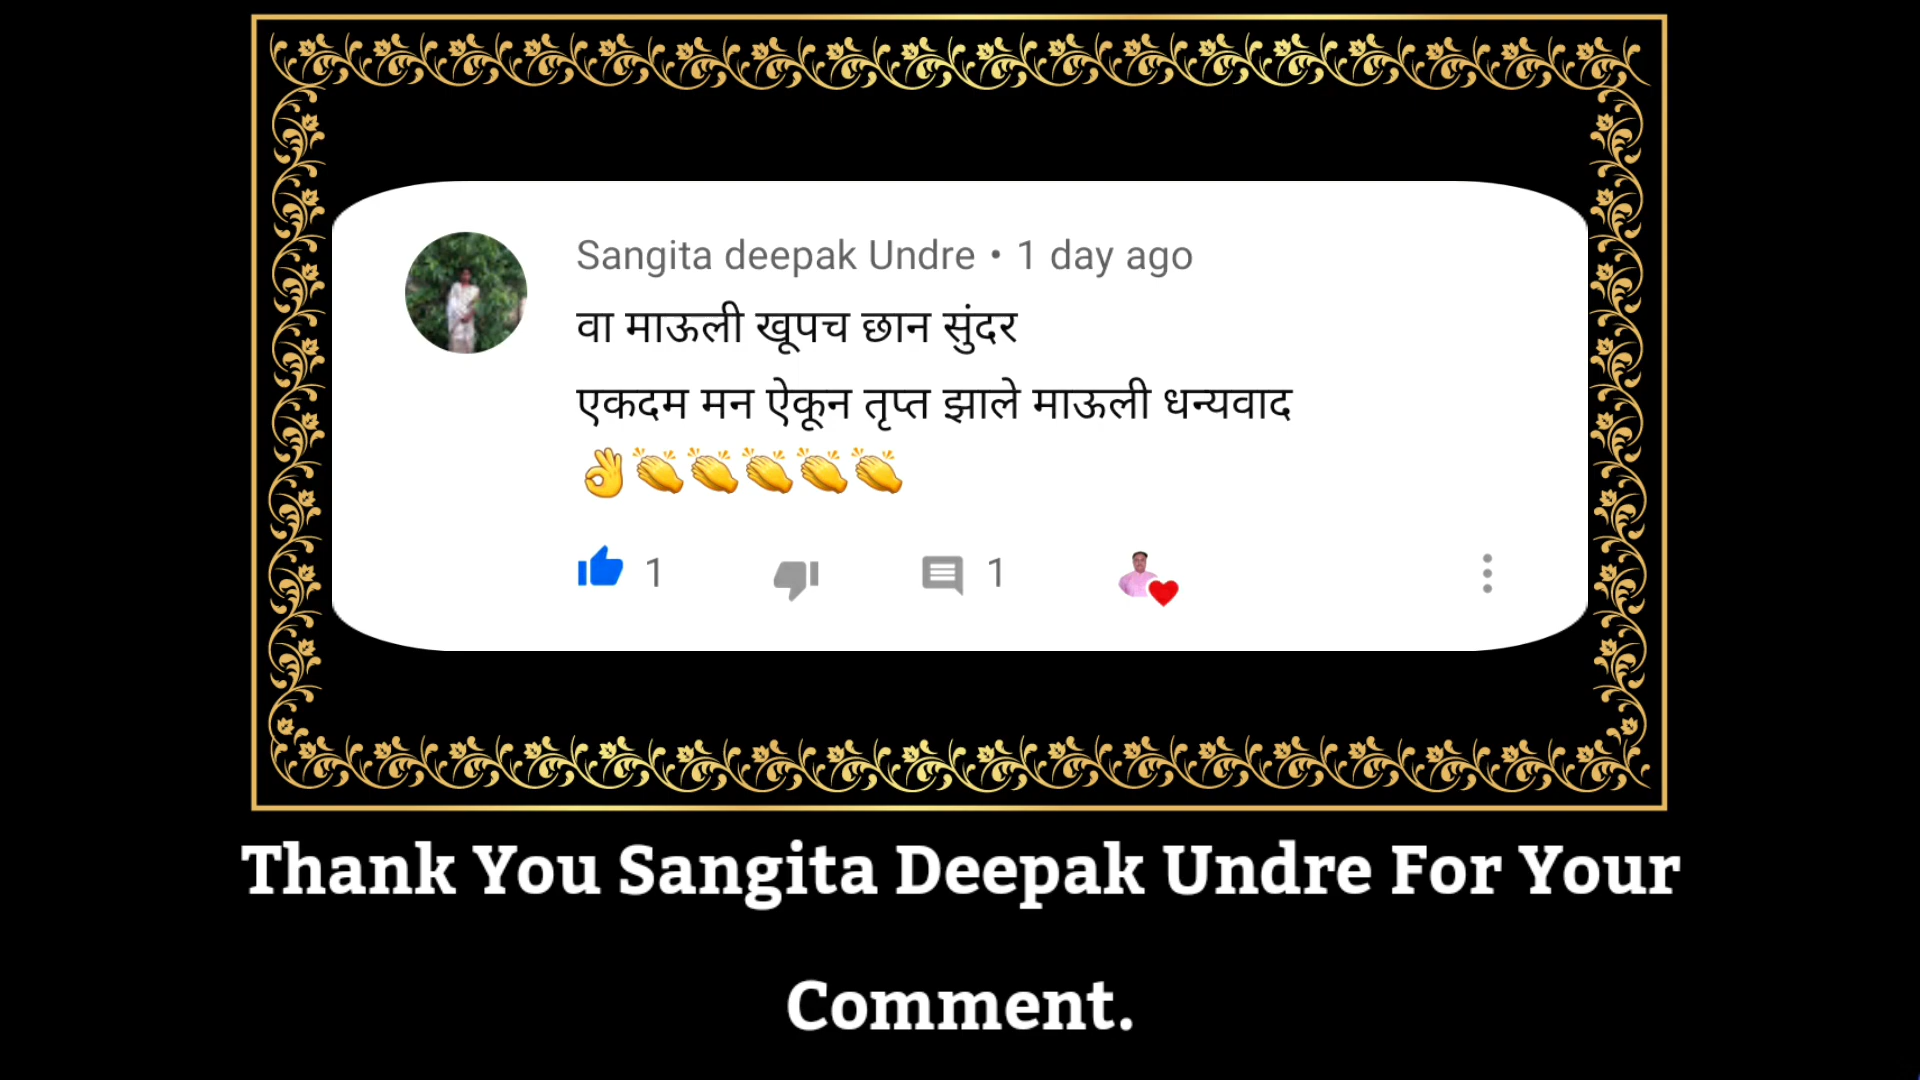 Sangita deepak Undre • 1 day ago
वा माऊली खूपच छान सुंदर
एकदम मन ऐकून तृप्त झाले माऊली धन्यवाद
👌👏👏👏👏👏
1 1
Thank You Sangita Deepak Undre For Your
Comment.